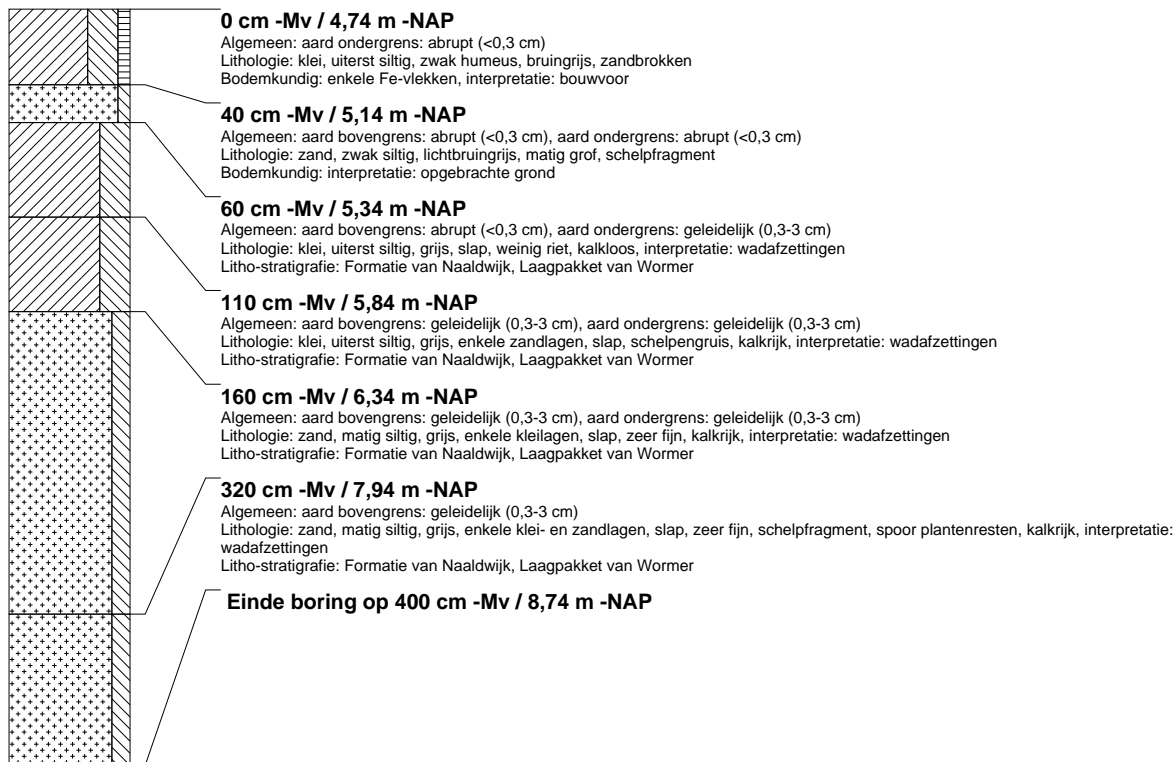 0 cm -Mv / 4,74 m -NAP
Algemeen: aard ondergrens: abrupt (<0,3 cm)
Lithologie: klei, uiterst siltig, zwak humeus, bruingrijs, zandbrokken
Bodemkundig: enkele Fe-vlekken, interpretatie: bouwvoor
40 cm -Mv / 5,14 m -NAP
Algemeen: aard bovengrens: abrupt (<0,3 cm), aard ondergrens: abrupt (<0,3 cm)
Lithologie: zand, zwak siltig, lichtbruingrijs, matig grof, schelpfragment
Bodemkundig: interpretatie: opgebrachte grond
60 cm -Mv / 5,34 m -NAP
Algemeen: aard bovengrens: abrupt (<0,3 cm), aard ondergrens: geleidelijk (0,3-3 cm)
Lithologie: klei, uiterst siltig, grijs, slap, weinig riet, kalkloos, interpretatie: wadafzettingen
Litho-stratigrafie: Formatie van Naaldwijk, Laagpakket van Wormer
110 cm -Mv / 5,84 m -NAP
Algemeen: aard bovengrens: geleidelijk (0,3-3 cm), aard ondergrens: geleidelijk (0,3-3 cm)
Lithologie: klei, uiterst siltig, grijs, enkele zandlagen, slap, schelpengruis, kalkrijk, interpretatie: wadafzettingen
Litho-stratigrafie: Formatie van Naaldwijk, Laagpakket van Wormer
160 cm -Mv / 6,34 m -NAP
Algemeen: aard bovengrens: geleidelijk (0,3-3 cm), aard ondergrens: geleidelijk (0,3-3 cm)
Lithologie: zand, matig siltig, grijs, enkele kleilagen, slap, zeer fijn, kalkrijk, interpretatie: wadafzettingen
Litho-stratigrafie: Formatie van Naaldwijk, Laagpakket van Wormer
320 cm -Mv / 7,94 m -NAP
Algemeen: aard bovengrens: geleidelijk (0,3-3 cm)
Lithologie: zand, matig siltig, grijs, enkele klei- en zandlagen, slap, zeer fijn, schelpfragment, spoor plantenresten, kalkrijk, interpretatie:
wadafzettingen
Litho-stratigrafie: Formatie van Naaldwijk, Laagpakket van Wormer
Einde boring op 400 cm -Mv / 8,74 m -NAP